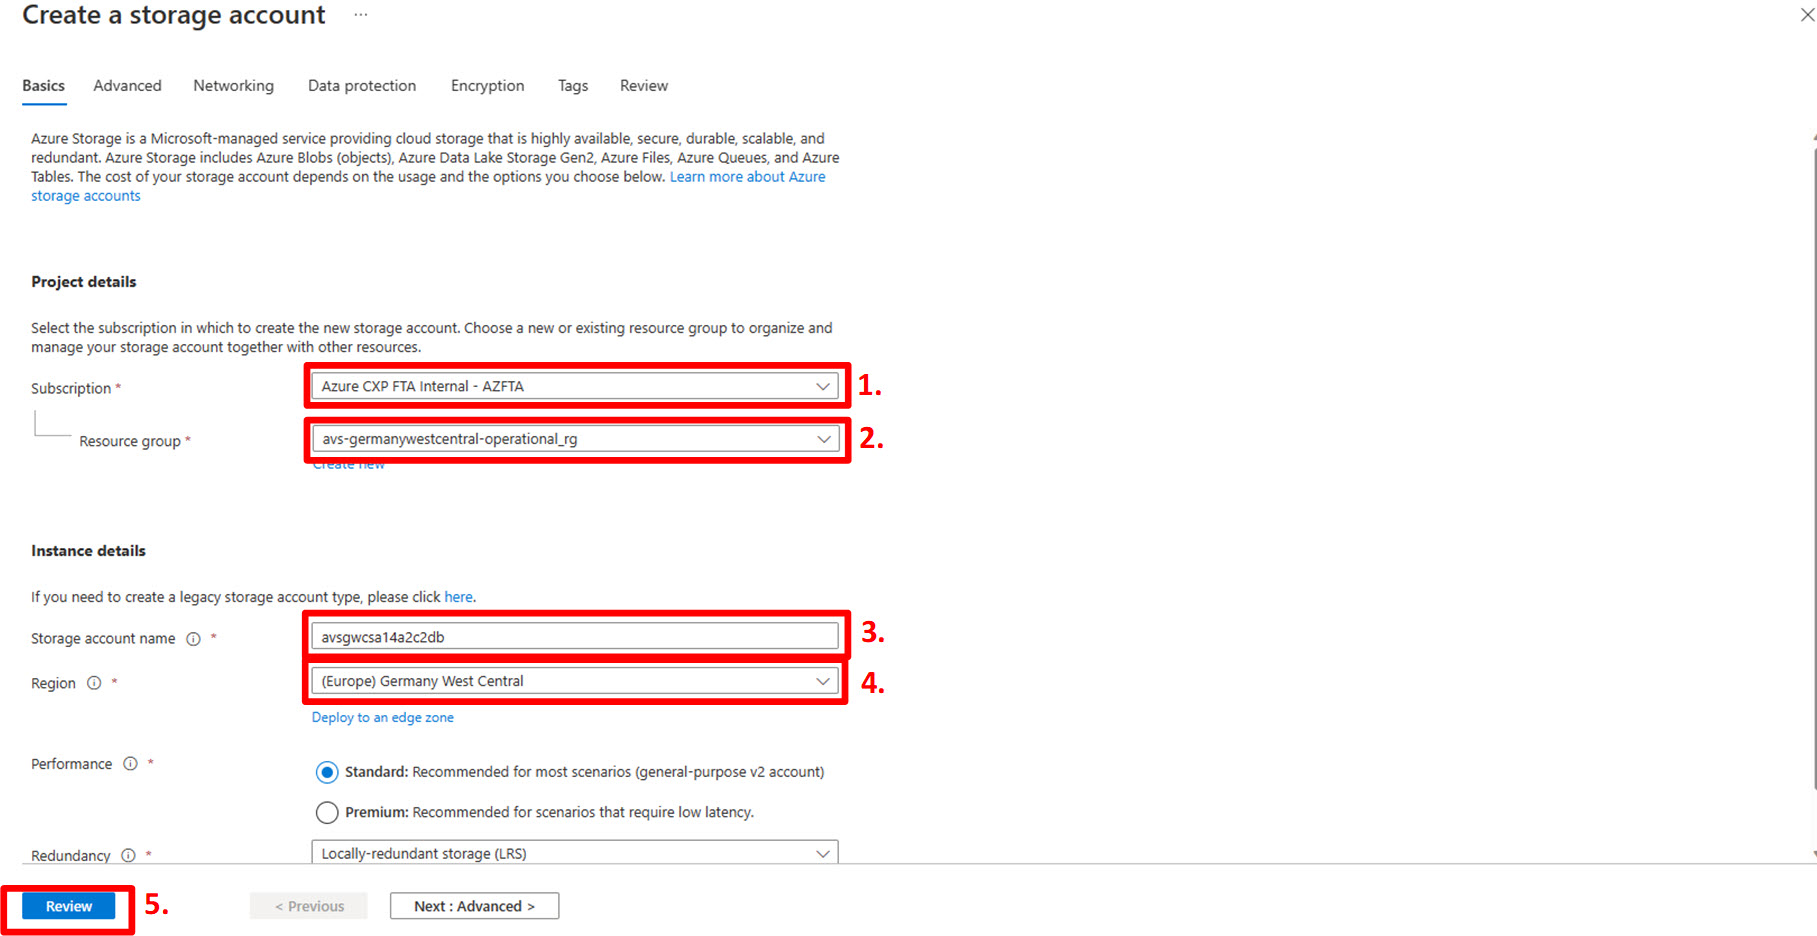 Create a storage account ...
Basics Advanced Networking Data protection Encryption Tags Review
Azure Storage is a Microsoft-managed service providing cloud storage that is highly available, secure, durable, scalable, and
redundant. Azure Storage includes Azure Blobs (objects), Azure Data Lake Storage Gen2, Azure Files, Azure Queues, and Azure
Tables. The cost of your storage account depends on the usage and the options you choose below. Learn more about Azure
storage accounts
Project details
Select the subscription in which to create the new storage account. Choose a new or existing resource group to organize and
manage your storage account together with other resources.
Subscription * Azure CXP FTA Internal - AZFTA 1.
Resource group * avs-germanywestcentral-operational_rg 2.
Create new
Instance details
If you need to create a legacy storage account type, please click here.
Storage account name * avsgwcsa14a2c2db 3.
Region * (Europe) Germany West Central 4.
Deploy to an edge zone
Performance * Standard: Recommended for most scenarios (general-purpose v2 account)
Premium: Recommended for scenarios that require low latency.
Redundancy * Locally-redundant storage (LRS)
Review 5. < Previous Next : Advanced >